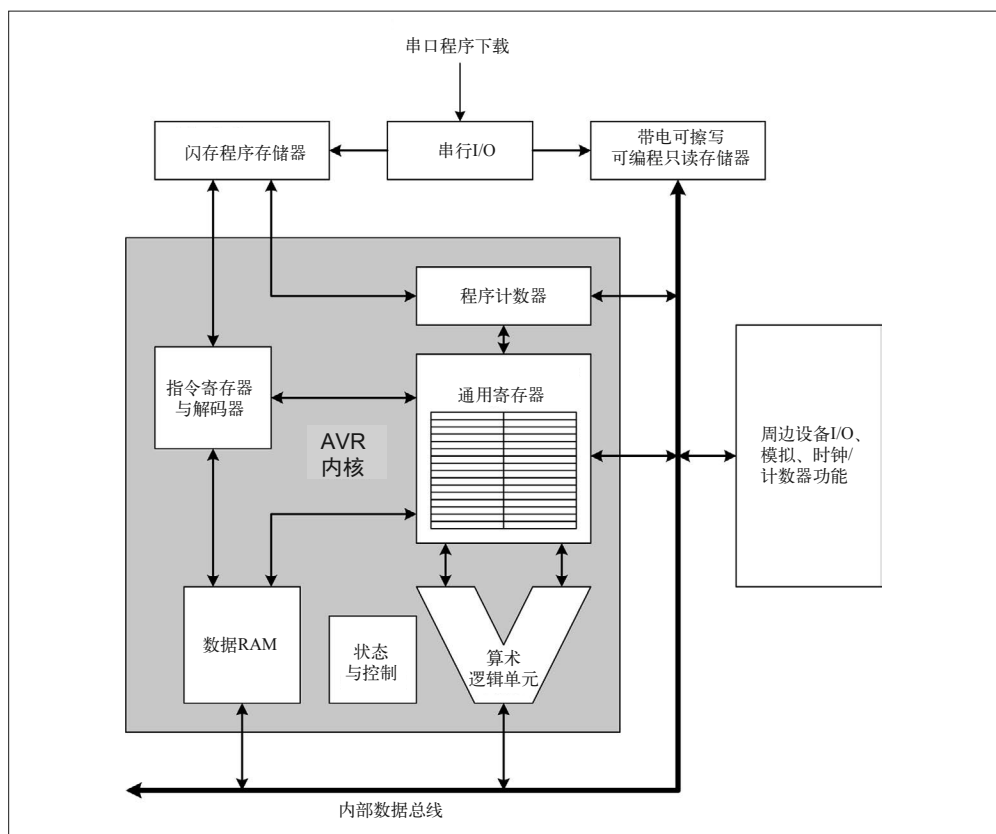 串口程序下载
闪存程序存储器
串行I/O
带电可擦写
可编程只读存储器
程序计数器
指令寄存器
与解码器
通用寄存器
AVR
内核
周边设备I/O、
模拟、时钟/
计数器功能
数据RAM
状态
与控制
算术
逻辑单元
内部数据总线